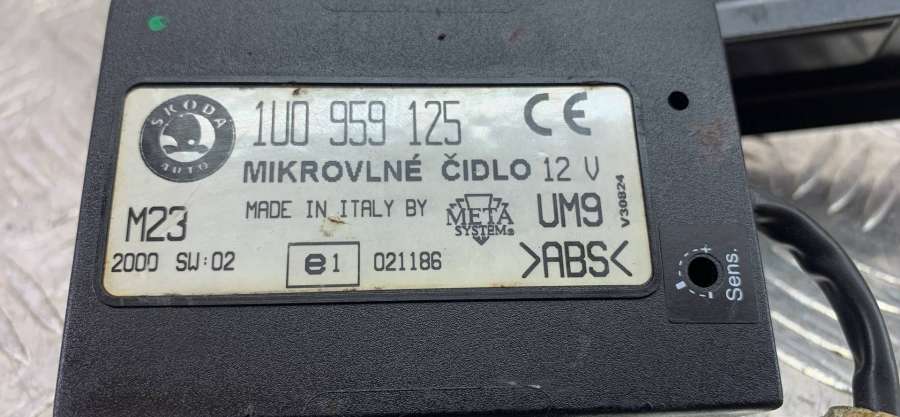 ŠKODA
AUTO
1U0 959 125
CE
MIKROVLNÉ ČIDLO 12 V
M23
MADE IN ITALY BY
META
SYSTEM®
UM9
V30824
2000 SW:02
e1
021186
>ABS<
+
-
Sens.